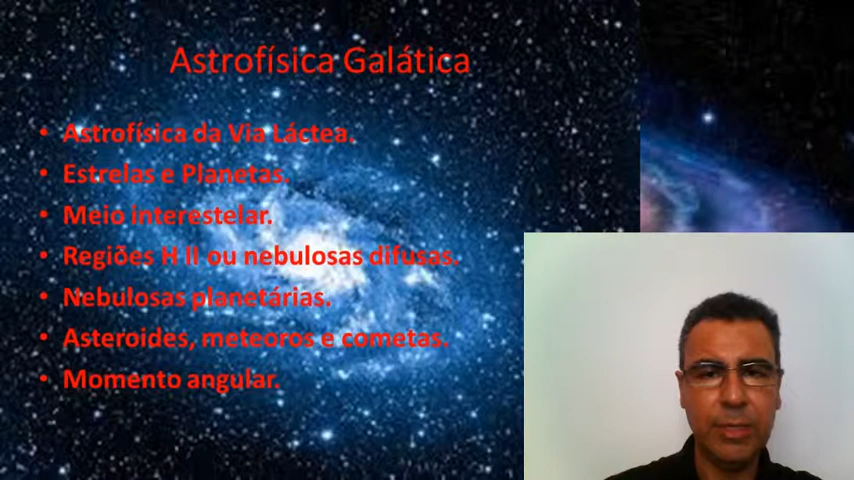 Astrofísica Galática
• Astrofísica da Via Láctea.
• Estrelas e Planetas.
• Meio interestelar.
• Regiões H II ou nebulosas difusas.
• Nebulosas planetárias.
• Asteroides, meteoros e cometas.
• Momento angular.